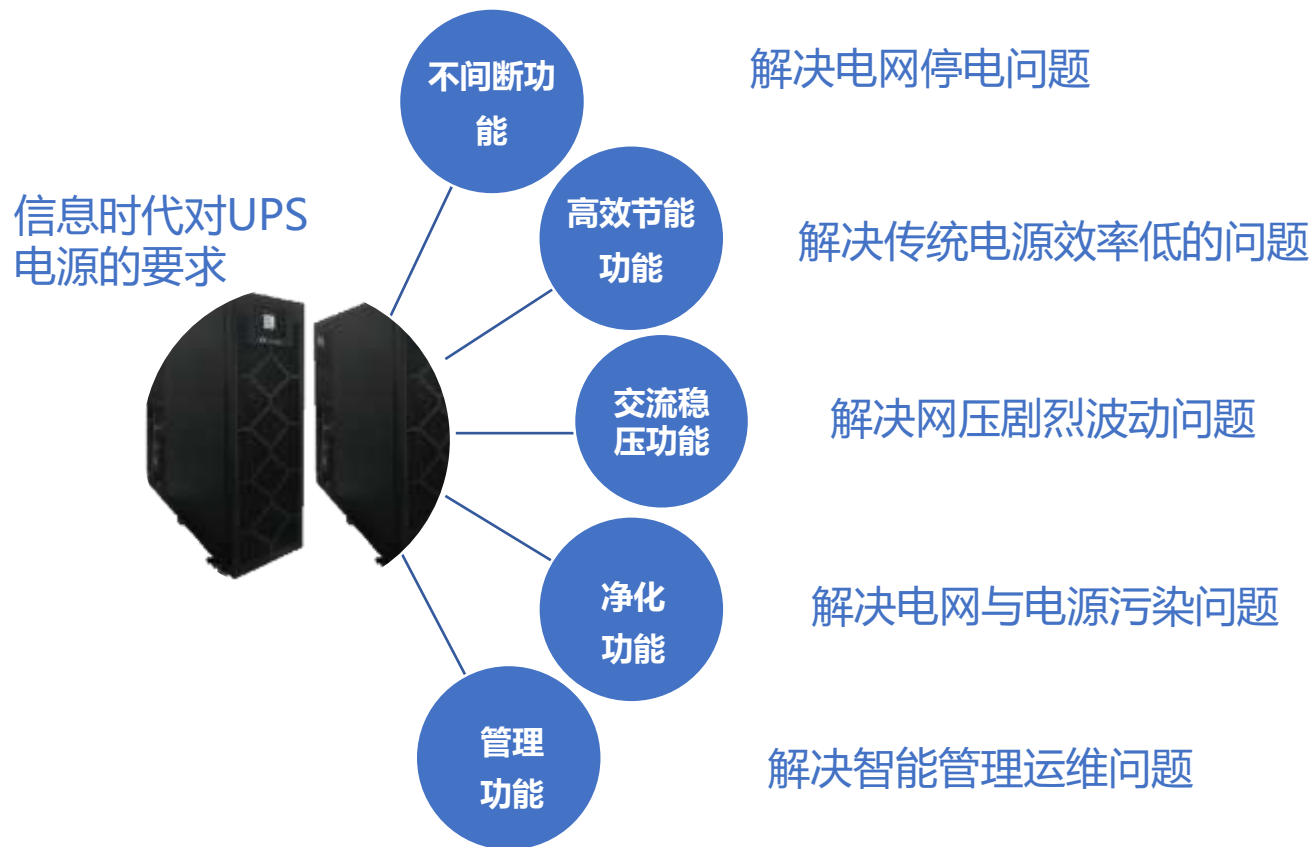 不间断功
能
解决电网停电问题
信息时代对UPS
电源的要求
高效节能
功能
解决传统电源效率低的问题
交流稳
压功能
解决网压剧烈波动问题
净化
功能
解决电网与电源污染问题
管理
功能
解决智能管理运维问题